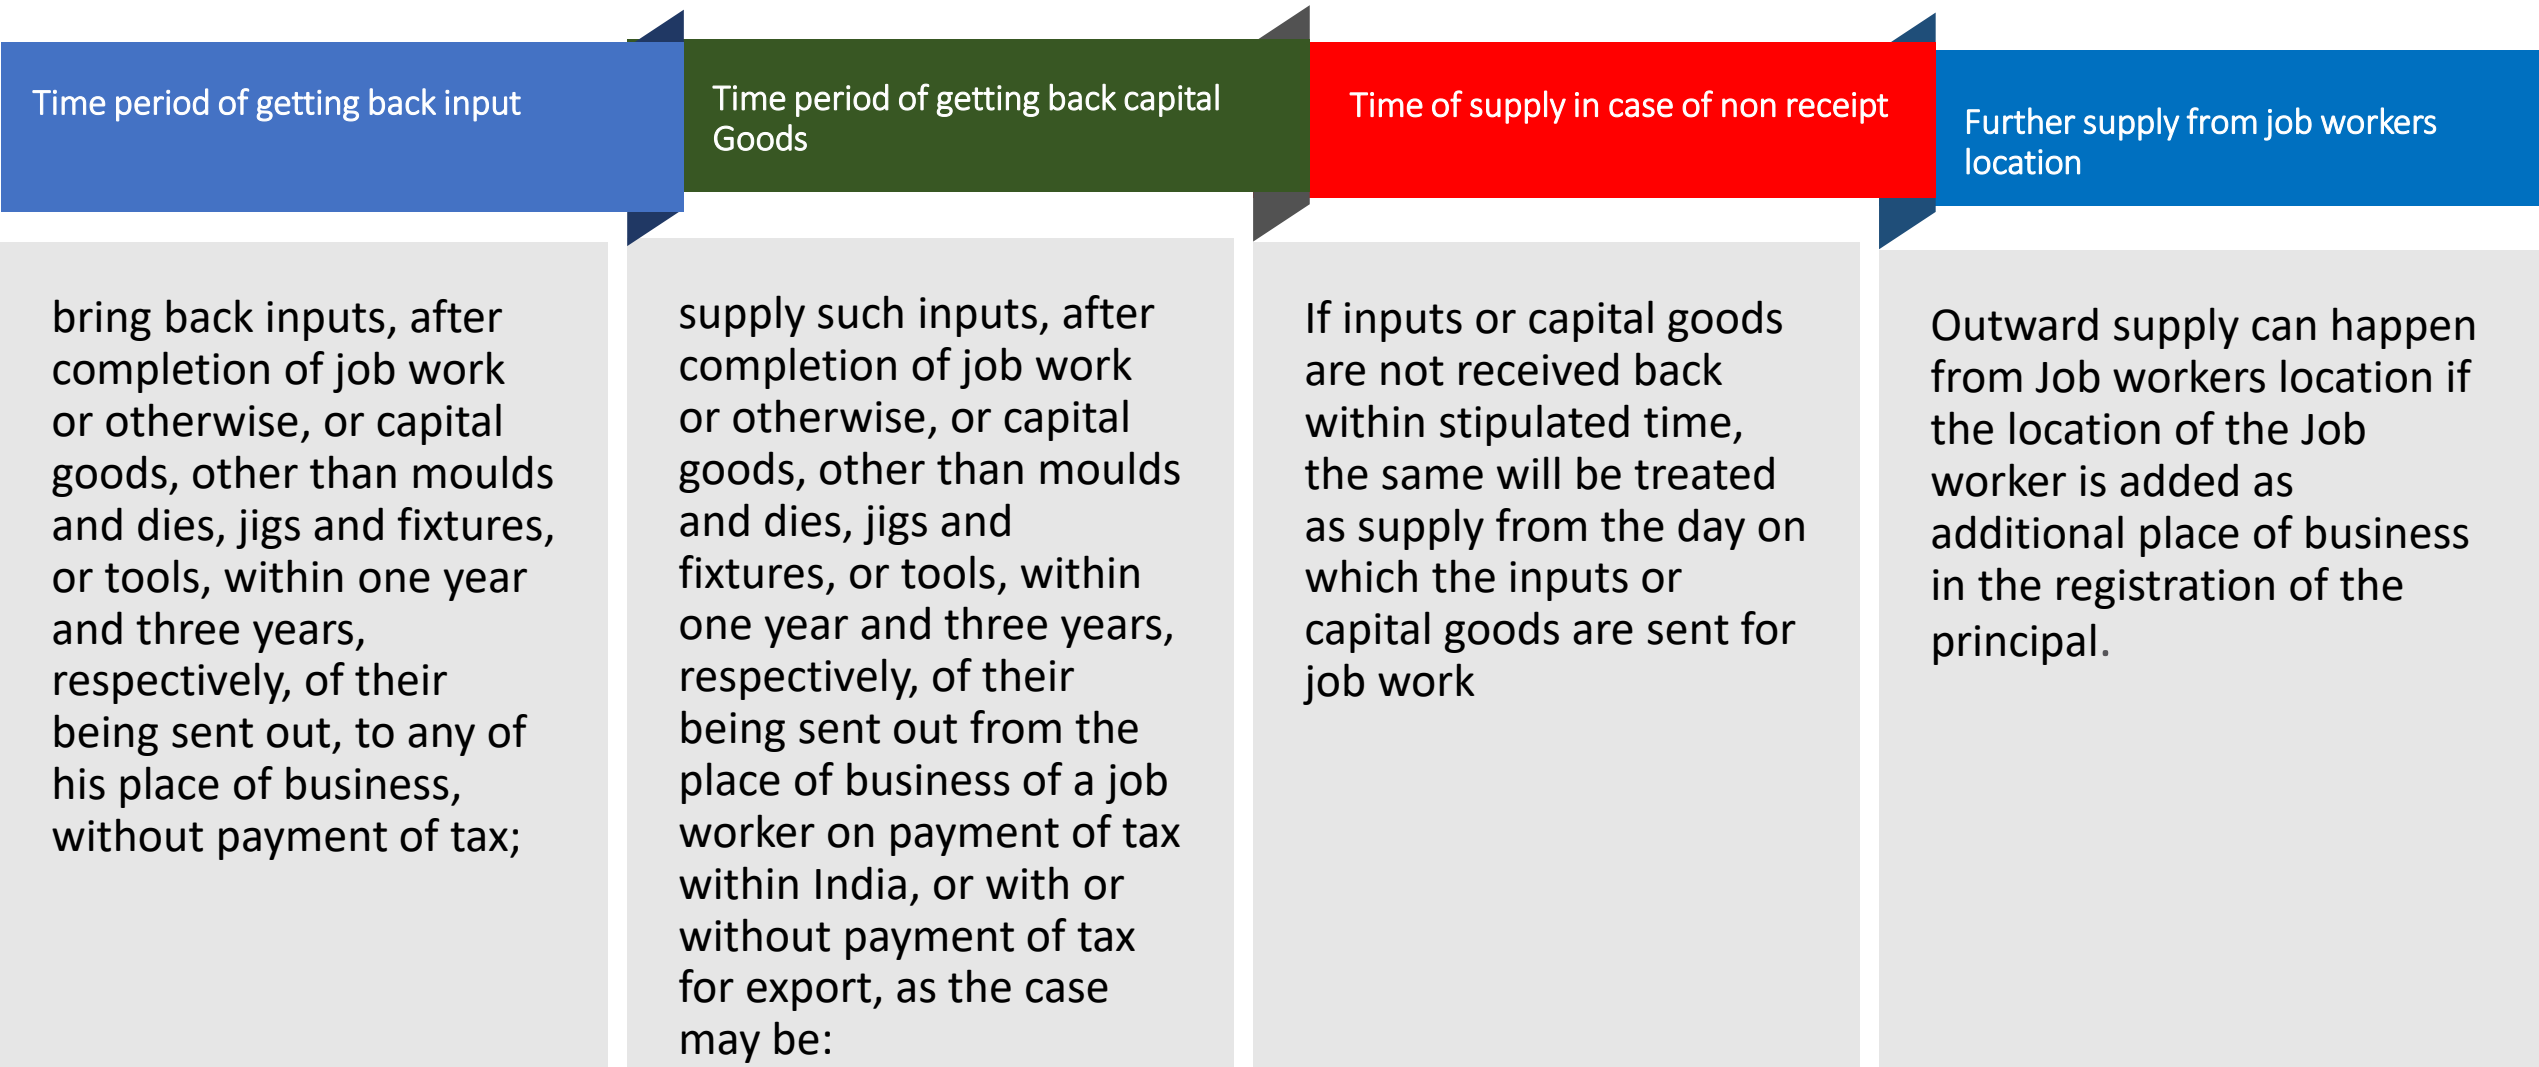 Time period of getting back input
bring back inputs, after
completion of job work
or otherwise, or capital
goods, other than moulds
and dies, jigs and fixtures,
or tools, within one year
and three years,
respectively, of their
being sent out, to any of
his place of business,
without payment of tax;
Time period of getting back capital
Goods
supply such inputs, after
completion of job work
or otherwise, or capital
goods, other than moulds
and dies, jigs and
fixtures, or tools, within
one year and three years,
respectively, of their
being sent out from the
place of business of a job
worker on payment of tax
within India, or with or
without payment of tax
for export, as the case
may be:
Time of supply in case of non receipt
If inputs or capital goods
are not received back
within stipulated time,
the same will be treated
as supply from the day on
which the inputs or
capital goods are sent for
job work
Further supply from job workers
location
Outward supply can happen
from Job workers location if
the location of the Job
worker is added as
additional place of business
in the registration of the
principal.